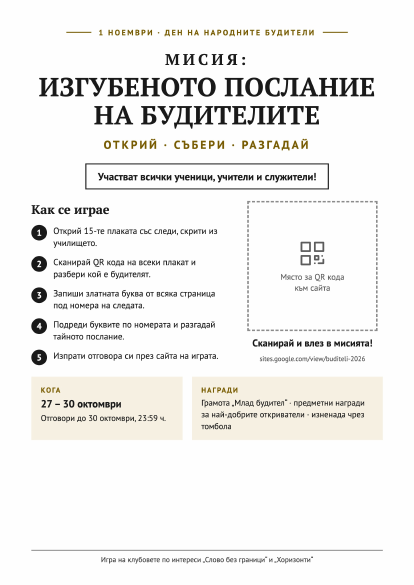 1 НОЕМВРИ · ДЕН НА НАРОДНИТЕ БУДИТЕЛИ
МИСИЯ:
ИЗГУБЕНОТО ПОСЛАНИЕ
НА БУДИТЕЛИТЕ
ОТКРИЙ · СЪБЕРИ · РАЗГАДАЙ
Участват всички ученици, учители и служители!
Как се играе
1 Открий 15-те плаката със следи, скрити из
училището.
2 Сканирай QR кода на всеки плакат и
разбери кой е будителят.
3 Запиши златната буква от всяка страница
под номера на следата.
4 Подреди буквите по номерата и разгадай
тайното послание.
5 Изпрати отговора си през сайта на играта.
Място за QR кода
към сайта
Сканирай и влез в мисията!
sites.google.com/view/buditeli-2026
КОГА
27 – 30 октомври
Отговори до 30 октомври, 23:59 ч.
НАГРАДИ
Грамота „Млад будител“ · предметни награди
за най-добрите откриватели · изненада чрез
томбола
Игра на клубовете по интереси „Слово без граници“ и „Хоризонти“